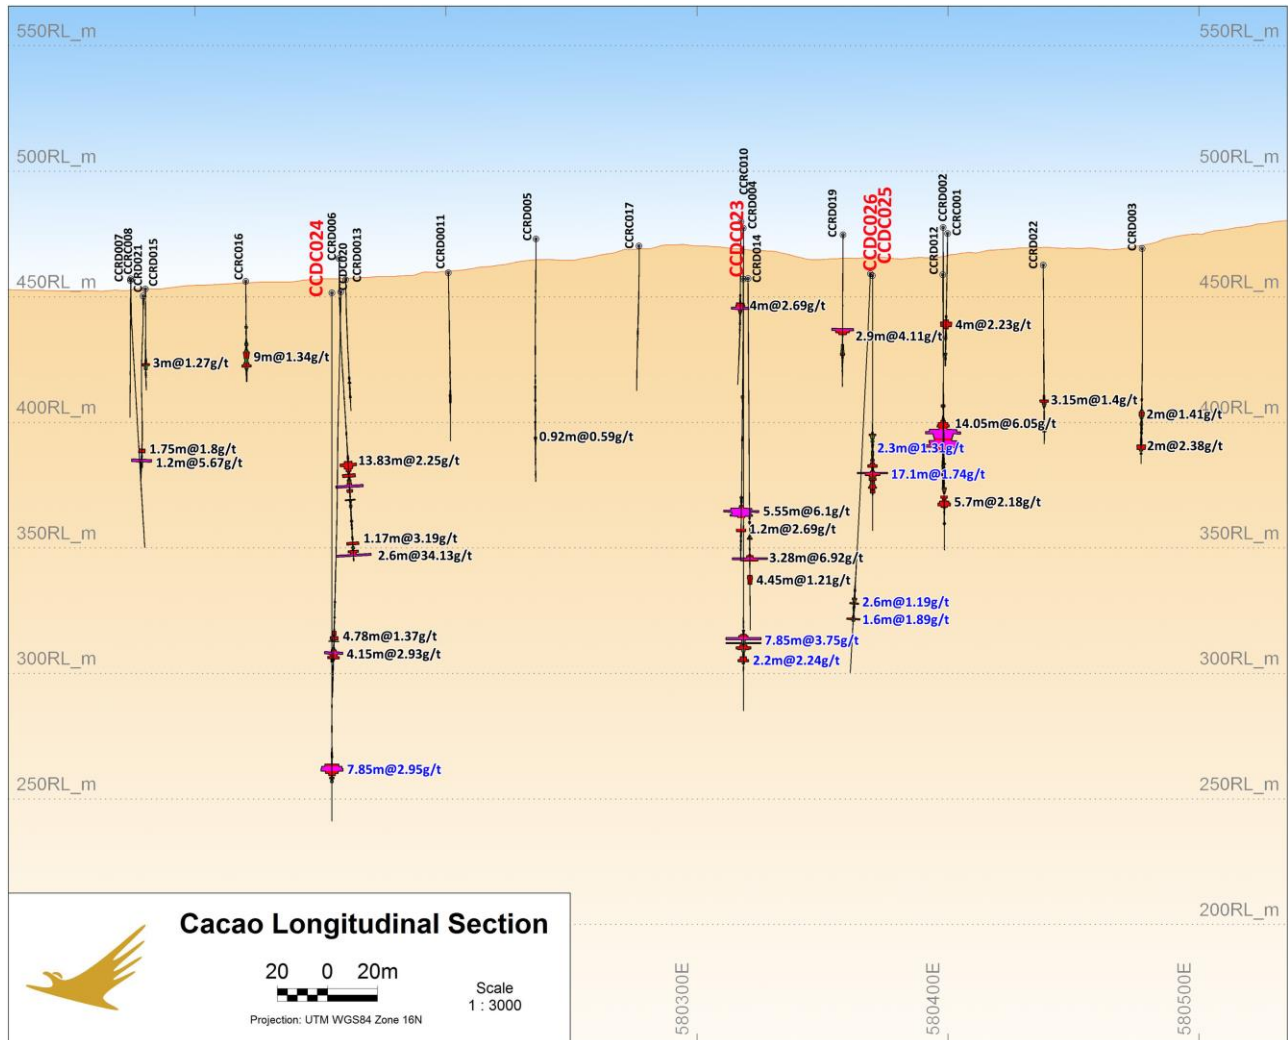 550RL_m
550RL_m
500RL_m
500RL_m
450RL_m
450RL_m
400RL_m
400RL_m
350RL_m
350RL_m
300RL_m
300RL_m
250RL_m
250RL_m
200RL_m
CCRD007
CCRC008
CCRD021
CCRD015
CCRC016
CCDC024
CCRD006
CCDC020
CCRD0013
CCRD0011
CCRD005
CCRC017
CCDC023
CCRC010
CCRD004
CCRD014
CCRD019
CCDC026
CCDC025
CCRD012
CCRD002
CCRC001
CCRD022
CCRD003
3m@1.27g/t
1.75m@1.8g/t
1.2m@5.67g/t
9m@1.34g/t
13.83m@2.25g/t
1.17m@3.19g/t
2.6m@34.13g/t
4.78m@1.37g/t
4.15m@2.93g/t
7.85m@2.95g/t
0.92m@0.59g/t
4m@2.69g/t
5.55m@6.1g/t
1.2m@2.69g/t
3.28m@6.92g/t
4.45m@1.21g/t
7.85m@3.75g/t
2.2m@2.24g/t
2.9m@4.11g/t
2.3m@1.31g/t
17.1m@1.74g/t
2.6m@1.19g/t
1.6m@1.89g/t
4m@2.23g/t
14.05m@6.05g/t
5.7m@2.18g/t
3.15m@1.4g/t
2m@1.41g/t
2m@2.38g/t
Cacao Longitudinal Section
20 0 20m
Scale
1 : 3000
Projection: UTM WGS84 Zone 16N
580300E
580400E
580500E